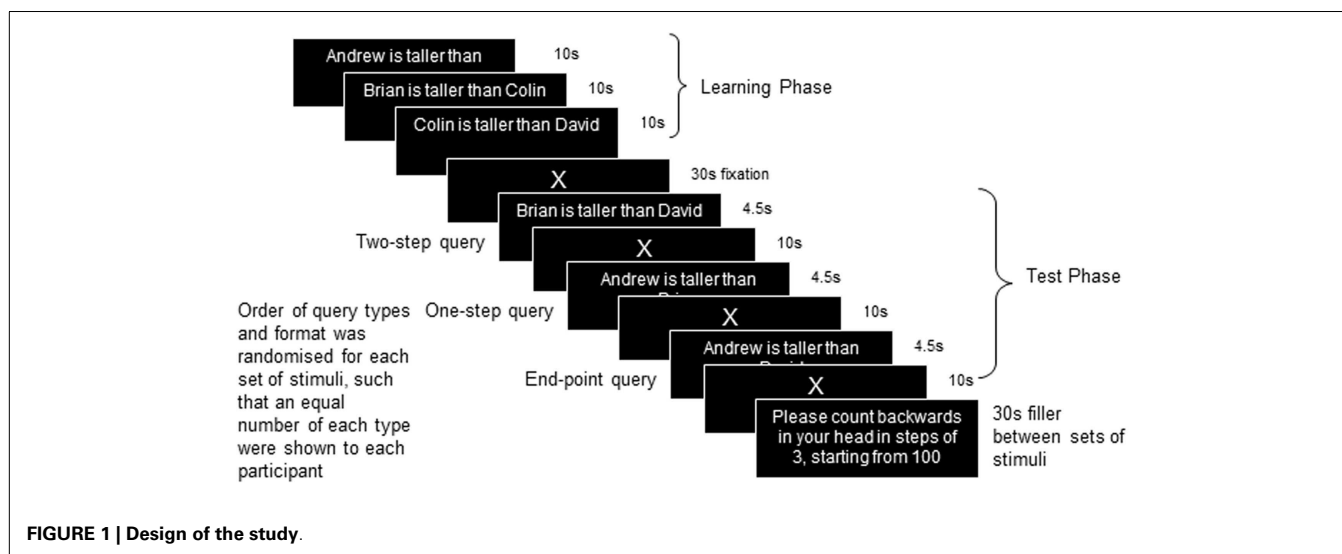 Andrew is taller than
10s
Brian is taller than Colin
10s
Learning Phase
Colin is taller than David
10s
X
30s fixation
Brian is taller than David
4.5s
Two-step query
X
10s
Andrew is taller than
4.5s
Test Phase
One-step query
X
10s
Andrew is taller than
4.5s
End-point query
X
10s
Order of query types
and format was
randomised for each
set of stimuli, such
that an equal
number of each type
were shown to each
participant
Please count backwards
in your head in steps of
3, starting from 100
30s filler
between sets of
stimuli
FIGURE 1 | Design of the study.